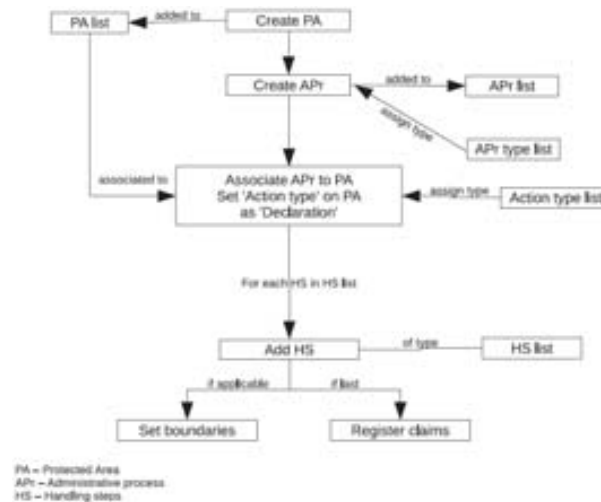 PA list
added to
Create PA
Create APr
added to
APr list
assign type
APr type list
associated to
Associate APr to PA
Set 'Action type' on PA
as 'Declaration'
assign type
Action type list
For each HS in HS list
Add HS
of type
HS list
if applicable
if last
Set boundaries
Register claims
PA – Protected Area
APr – Administrative process
HS – Handling steps